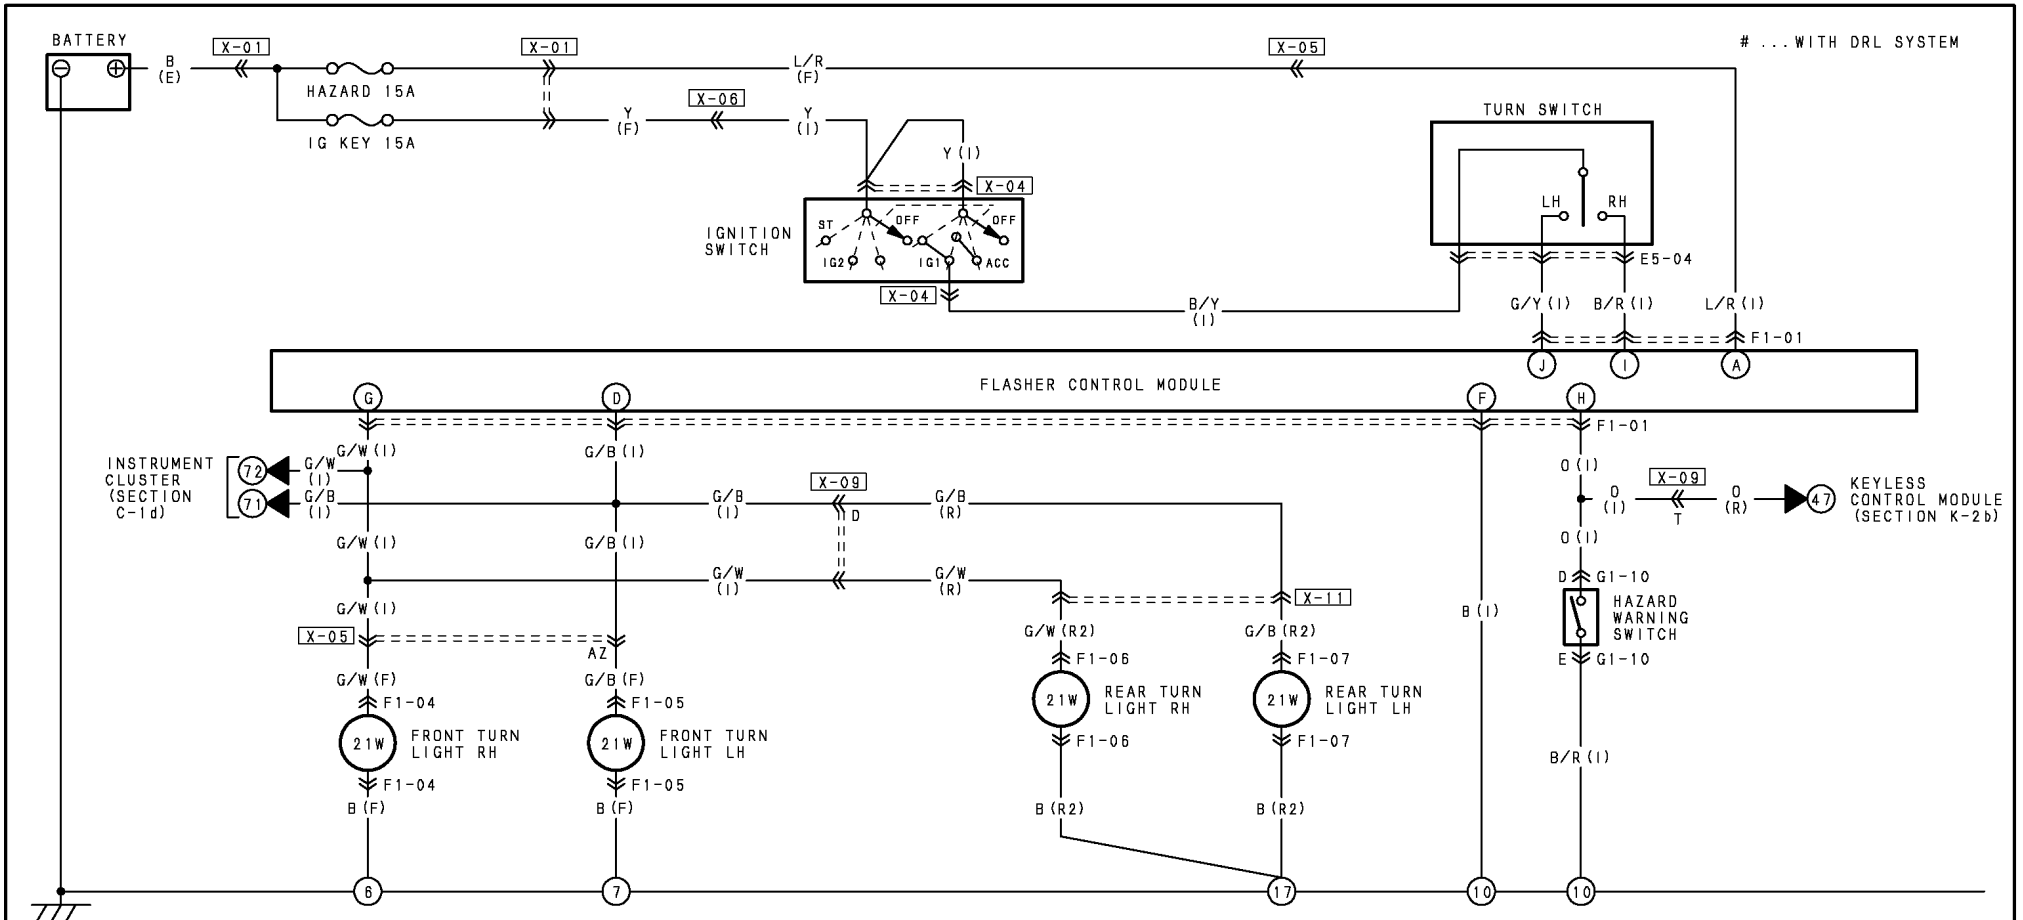 BATTERY
X-01
X-01
X-05
# ...WITH DRL SYSTEM
B
(E)
L/R
(F)
HAZARD 15A
X-06
TURN SWITCH
Y
(F)
Y
(I)
IG KEY 15A
Y(I)
X-04
LH
RH
IGNITION
SWITCH
ST
OFF
OFF
IG2
IG1
ACC
E5-04
X-04
B/Y
(I)
G/Y(I)
B/R(I)
L/R(I)
F1-01
J
I
A
FLASHER CONTROL MODULE
G
D
F
H
F1-01
G/W(I)
G/B(I)
INSTRUMENT
CLUSTER
(SECTION
C-1d)
72
G/W
(I)
71
G/B
(I)
X-09
D
G/B
(I)
G/B
(R)
O(I)
X-09
T
O
(I)
O
(R)
47
KEYLESS
CONTROL MODULE
(SECTION K-2b)
G/W(I)
G/B(I)
O(I)
G/W
(I)
G/W
(R)
D
G1-10
G/W(I)
X-11
B(I)
HAZARD
WARNING
SWITCH
X-05
AZ
G/W(R2)
G/B(R2)
E
G1-10
F1-06
F1-07
G/W(F)
G/B(F)
21W
REAR TURN
LIGHT RH
21W
REAR TURN
LIGHT LH
F1-04
F1-05
21W
FRONT TURN
LIGHT RH
21W
FRONT TURN
LIGHT LH
F1-06
F1-07
B/R(I)
F1-04
F1-05
B(F)
B(F)
B(R2)
B(R2)
6
7
17
10
10